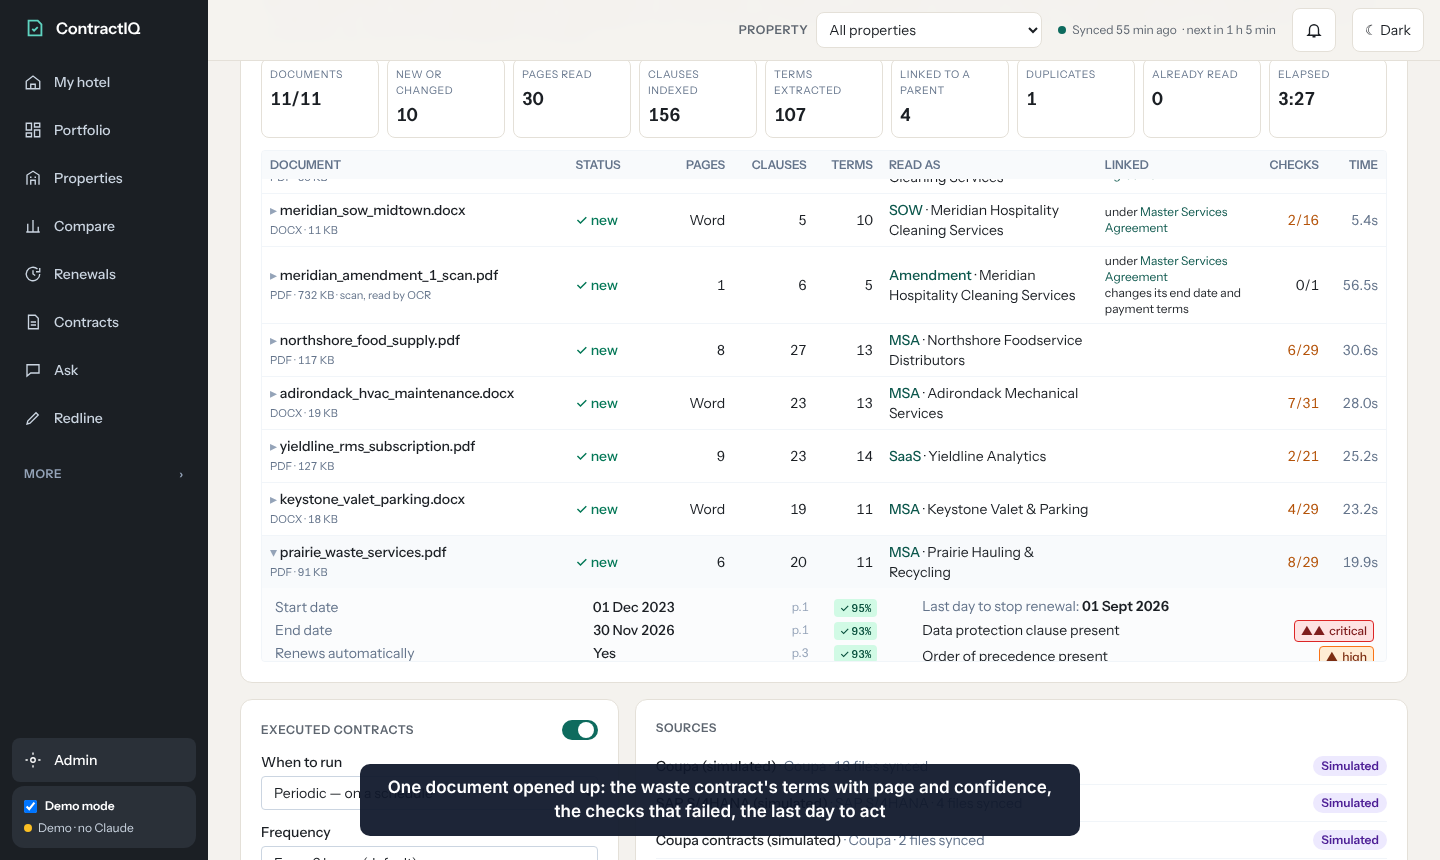 ContractIQ
My hotel
Portfolio
Properties
Compare
Renewals
Contracts
Ask
Redline
MORE ›
Admin
Demo mode
Demo · no Claude
PROPERTY All properties Synced 55 min ago · next in 1 h 5 min Dark
DOCUMENTS
11/11
NEW OR CHANGED
10
PAGES READ
30
CLAUSES INDEXED
156
TERMS EXTRACTED
107
LINKED TO A PARENT
4
DUPLICATES
1
ALREADY READ
0
ELAPSED
3:27
DOCUMENT STATUS PAGES CLAUSES TERMS READ AS LINKED CHECKS TIME
Cleaning Services
▸ meridian_sow_midtown.docx ✓ new Word 5 10 SOW · Meridian Hospitality Cleaning Services under Master Services Agreement 2/16 5.4s
DOCX · 11 KB
▸ meridian_amendment_1_scan.pdf ✓ new 1 6 5 Amendment · Meridian Hospitality Cleaning Services under Master Services Agreement changes its end date and payment terms 0/1 56.5s
PDF · 732 KB · scan, read by OCR
▸ northshore_food_supply.pdf ✓ new 8 27 13 MSA · Northshore Foodservice Distributors 6/29 30.6s
PDF · 117 KB
▸ adirondack_hvac_maintenance.docx ✓ new Word 23 13 MSA · Adirondack Mechanical Services 7/31 28.0s
DOCX · 19 KB
▸ yieldline_rms_subscription.pdf ✓ new 9 23 14 SaaS · Yieldline Analytics 2/21 25.2s
PDF · 127 KB
▸ keystone_valet_parking.docx ✓ new Word 19 11 MSA · Keystone Valet & Parking 4/29 23.2s
DOCX · 18 KB
▾ prairie_waste_services.pdf ✓ new 6 20 11 MSA · Prairie Hauling & Recycling 8/29 19.9s
PDF · 91 KB
Start date 01 Dec 2023 p.1 ✓ 95% Last day to stop renewal: 01 Sept 2026
End date 30 Nov 2026 p.1 ✓ 93% Data protection clause present ▲▲ critical
Renews automatically Yes p.3 ✓ 93% Order of precedence present ▲ high
EXECUTED CONTRACTS
When to run
Periodic — on a
Frequency
SOURCES
Coupa (simulated) · Coupa · 13 files synced Simulated
4 files synced Simulated
Coupa contracts (simulated) · Coupa · 2 files synced Simulated
One document opened up: the waste contract's terms with page and confidence,
the checks that failed, the last day to act